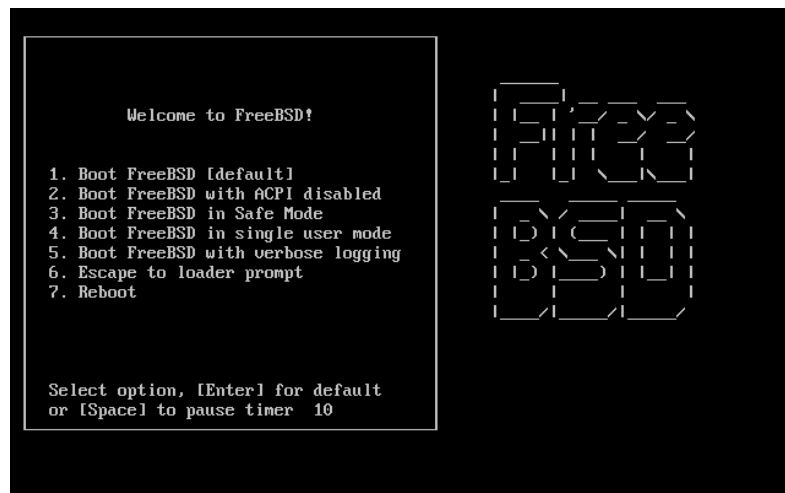 Welcome to FreeBSD!
1. Boot FreeBSD [default]
2. Boot FreeBSD with ACPI disabled
3. Boot FreeBSD in Safe Mode
4. Boot FreeBSD in single user mode
5. Boot FreeBSD with verbose logging
6. Escape to loader prompt
7. Reboot
Select option, [Enter] for default
or [Space] to pause timer  10
Free
BSD